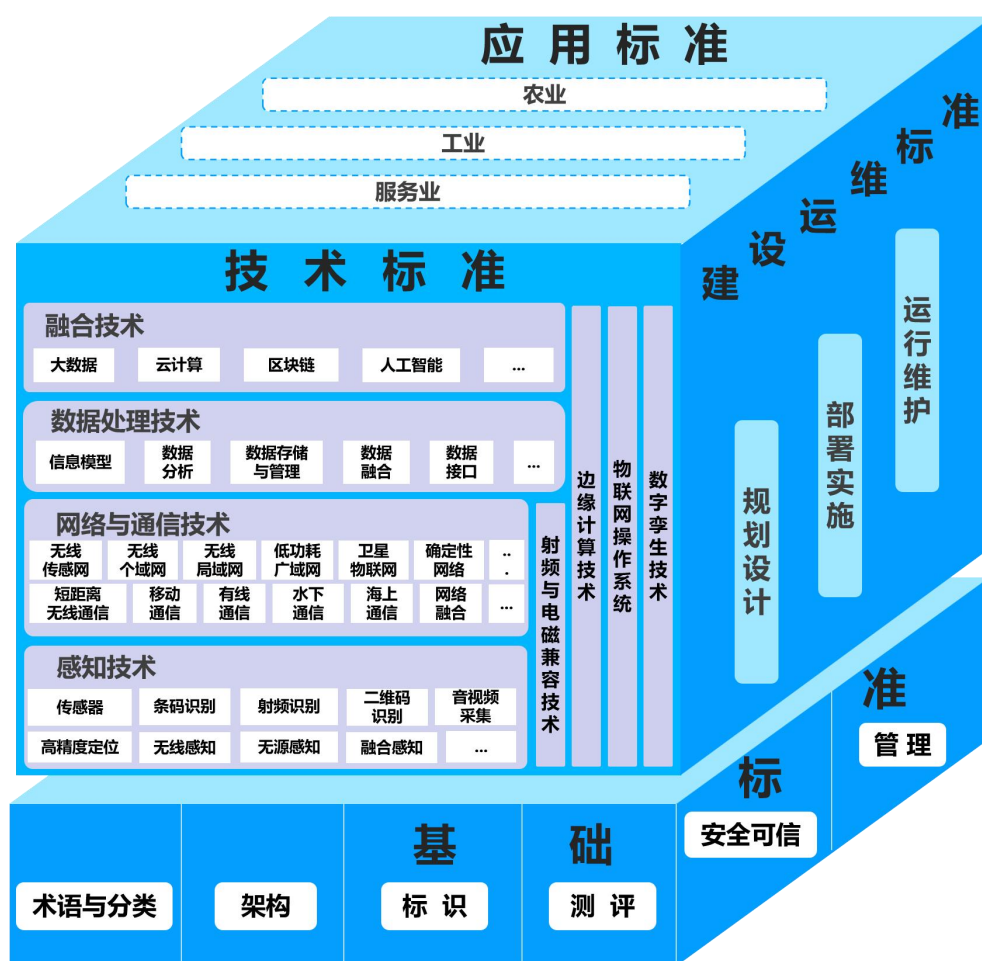 应用标准
农业
工业
服务业
技术标准
融合技术
大数据
云计算
区块链
人工智能
...
数据处理技术
信息模型
数据
分析
数据存储
与管理
数据
融合
数据
接口
...
网络与通信技术
无线
传感网
无线
个域网
无线
局域网
低功耗
广域网
卫星
物联网
确定性
网络
..
.
短距离
无线通信
移动
通信
有线
通信
水下
通信
海上
通信
网络
融合
...
感知技术
传感器
条码识别
射频识别
二维码
识别
音视频
采集
高精度定位
无线感知
无源感知
融合感知
...
射频与电磁兼容技术
边缘计算技术
物联网操作系统
数字孪生技术
建设运维标准
规划设计
部署实施
运行维护
基础标准
术语与分类
架构
标识
测评
安全可信
管理